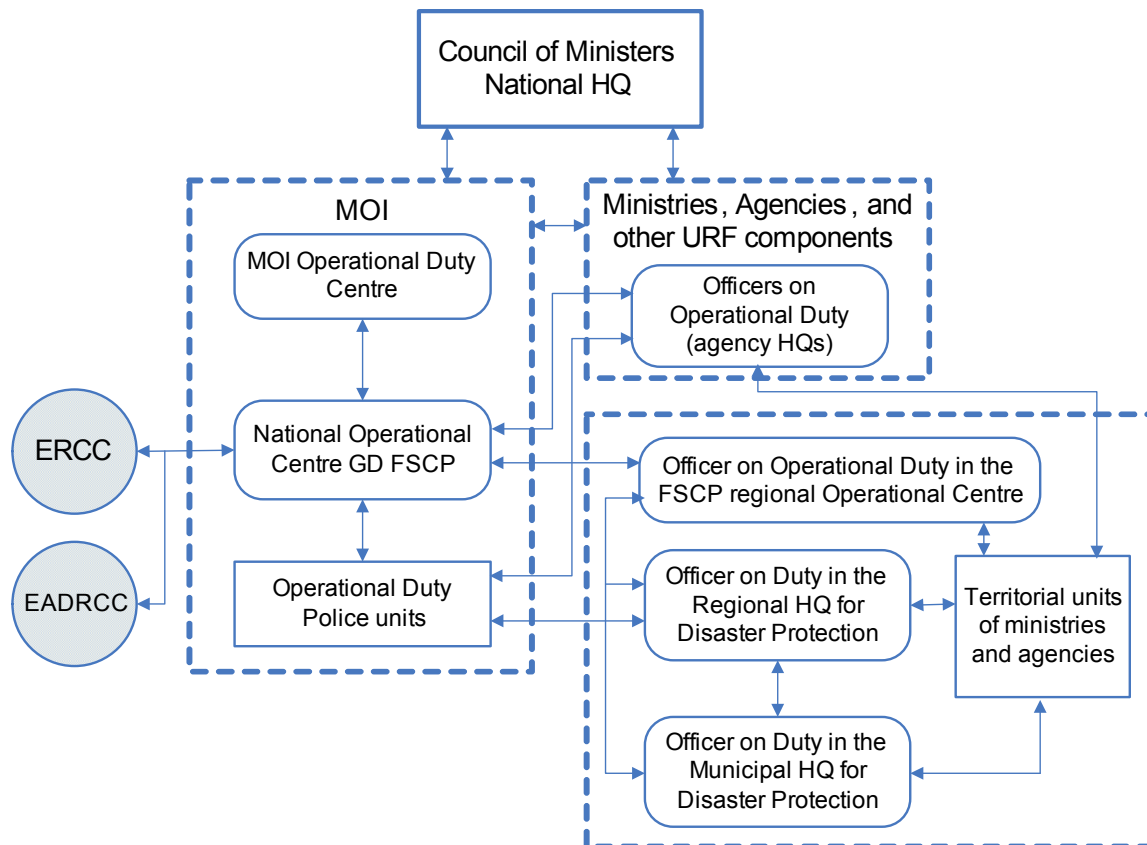 Council of Ministers
National HQ
MOI
MOI Operational Duty
Centre
National Operational
Centre GD FSCP
Operational Duty
Police units
ERCC
EADRCC
Ministries, Agencies, and
other URF components
Officers on
Operational Duty
(agency HQs)
Officer on Operational Duty in the
FSCP regional Operational Centre
Officer on Duty in the
Regional HQ for
Disaster Protection
Territorial units
of ministries
and agencies
Officer on Duty in the
Municipal HQ for
Disaster Protection